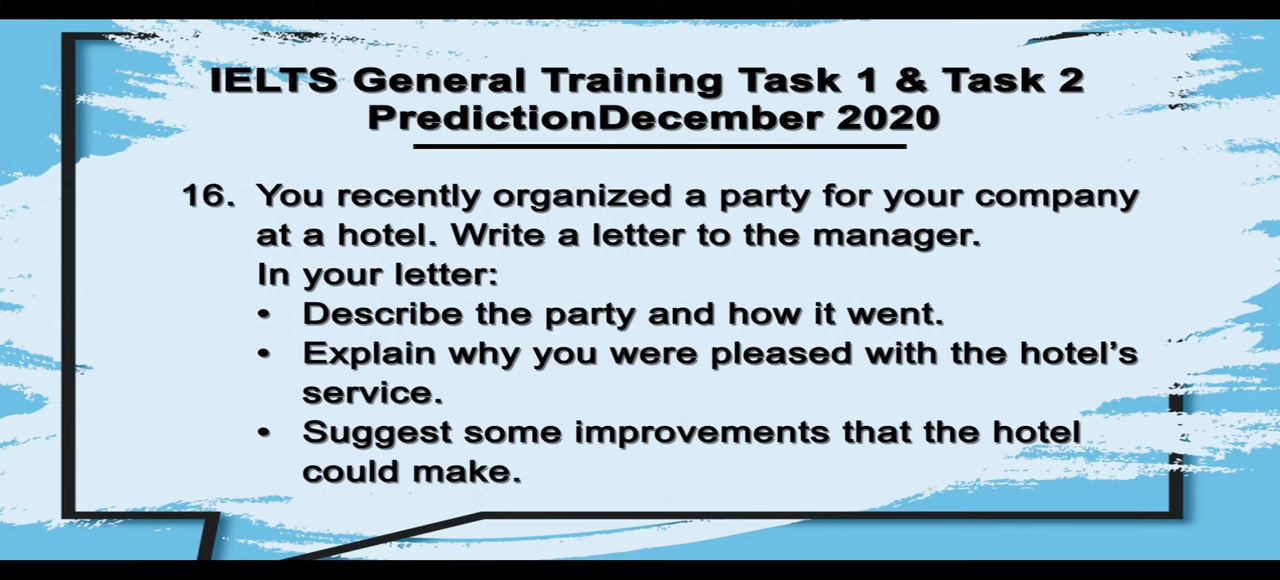 IELTS General Training Task 1 & Task 2
PredictionDecember 2020
16. You recently organized a party for your company
at a hotel. Write a letter to the manager.
In your letter:
• Describe the party and how it went.
• Explain why you were pleased with the hotel’s
service.
• Suggest some improvements that the hotel
could make.